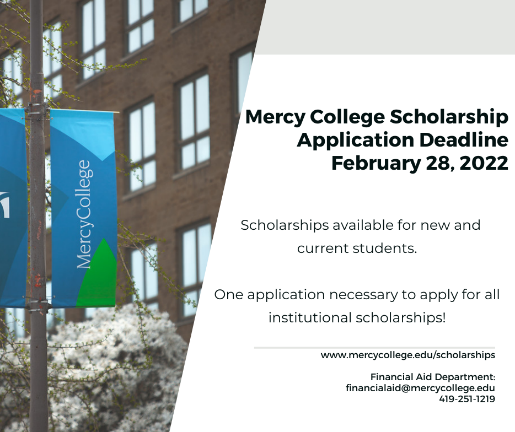 MercyCollege
Mercy College Scholarship
Application Deadline
February 28, 2022
Scholarships available for new and
current students.
One application necessary to apply for all
institutional scholarships!
www.mercycollege.edu/scholarships
Financial Aid Department:
financialaid@mercycollege.edu
419-251-1219